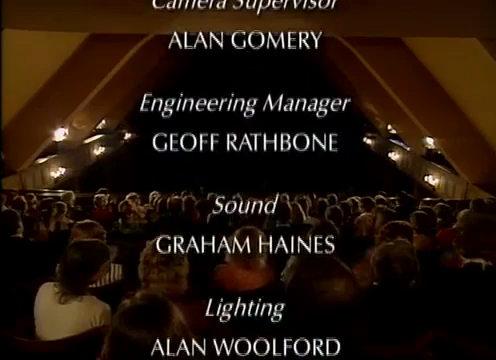 Camera Supervisor
ALAN GOMERY
Engineering Manager
GEOFF RATHBONE
Sound
GRAHAM HAINES
Lighting
ALAN WOOLFORD